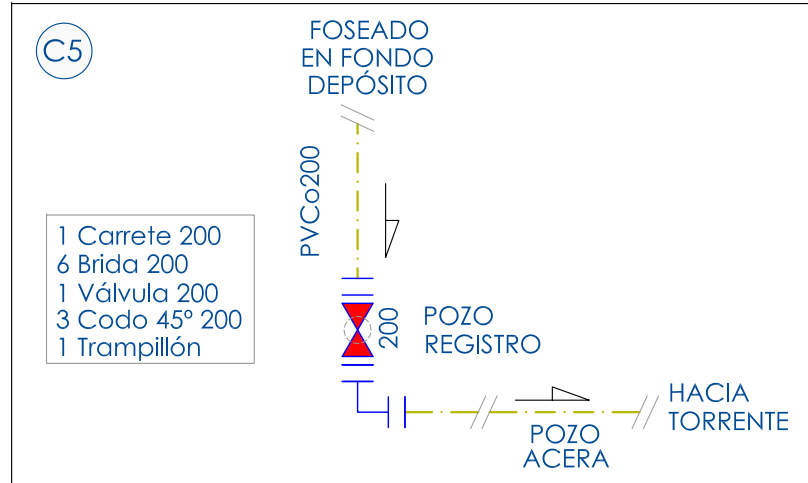 C5
FOSEADO
EN FONDO
DEPÓSITO
PVCo200
1 Carrete 200
6 Brida 200
1 Válvula 200
3 Codo 45º 200
1 Trampillón
200
POZO
REGISTRO
HACIA
TORRENTE
POZO
ACERA